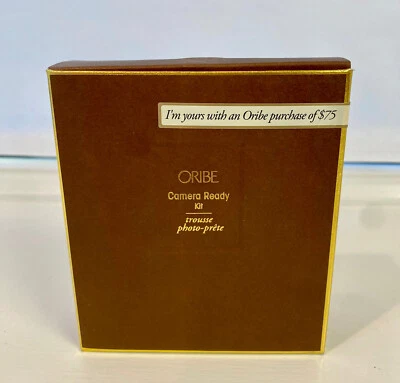 I'm yours with an Oribe purchase of $75
ORIBE
Camera Ready
Kit
trousse
photo-prête